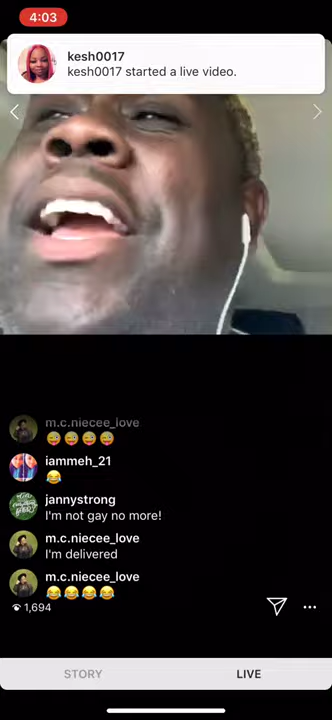 4:03
kesh0017
kesh0017 started a live video.
m.c.niecee_love
iammeh_21
jannystrong
I'm not gay no more!
m.c.niecee_love
I'm delivered
m.c.niecee_love
1,694
STORY
LIVE